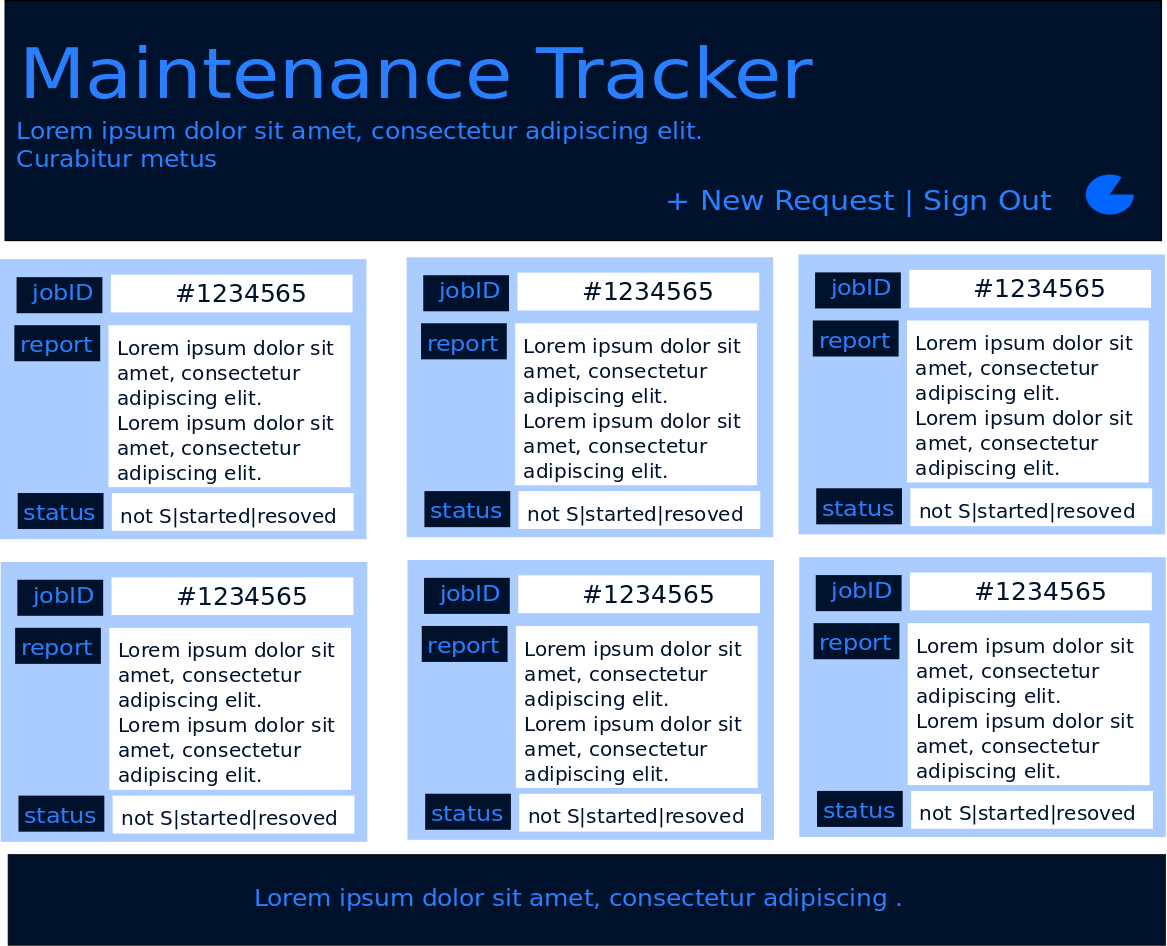 Maintenance Tracker
Lorem ipsum dolor sit amet, consectetur adipiscing elit.
Curabitur metus
+ New Request | Sign Out
jobID
#1234565
report
Lorem ipsum dolor sit
amet, consectetur
adipiscing elit.
Lorem ipsum dolor sit
amet, consectetur
adipiscing elit.
status
not S|started|resoved
jobID
#1234565
report
Lorem ipsum dolor sit
amet, consectetur
adipiscing elit.
Lorem ipsum dolor sit
amet, consectetur
adipiscing elit.
status
not S|started|resoved
jobID
#1234565
report
Lorem ipsum dolor sit
amet, consectetur
adipiscing elit.
Lorem ipsum dolor sit
amet, consectetur
adipiscing elit.
status
not S|started|resoved
jobID
#1234565
report
Lorem ipsum dolor sit
amet, consectetur
adipiscing elit.
Lorem ipsum dolor sit
amet, consectetur
adipiscing elit.
status
not S|started|resoved
jobID
#1234565
report
Lorem ipsum dolor sit
amet, consectetur
adipiscing elit.
Lorem ipsum dolor sit
amet, consectetur
adipiscing elit.
status
not S|started|resoved
jobID
#1234565
report
Lorem ipsum dolor sit
amet, consectetur
adipiscing elit.
Lorem ipsum dolor sit
amet, consectetur
adipiscing elit.
status
not S|started|resoved
Lorem ipsum dolor sit amet, consectetur adipiscing .